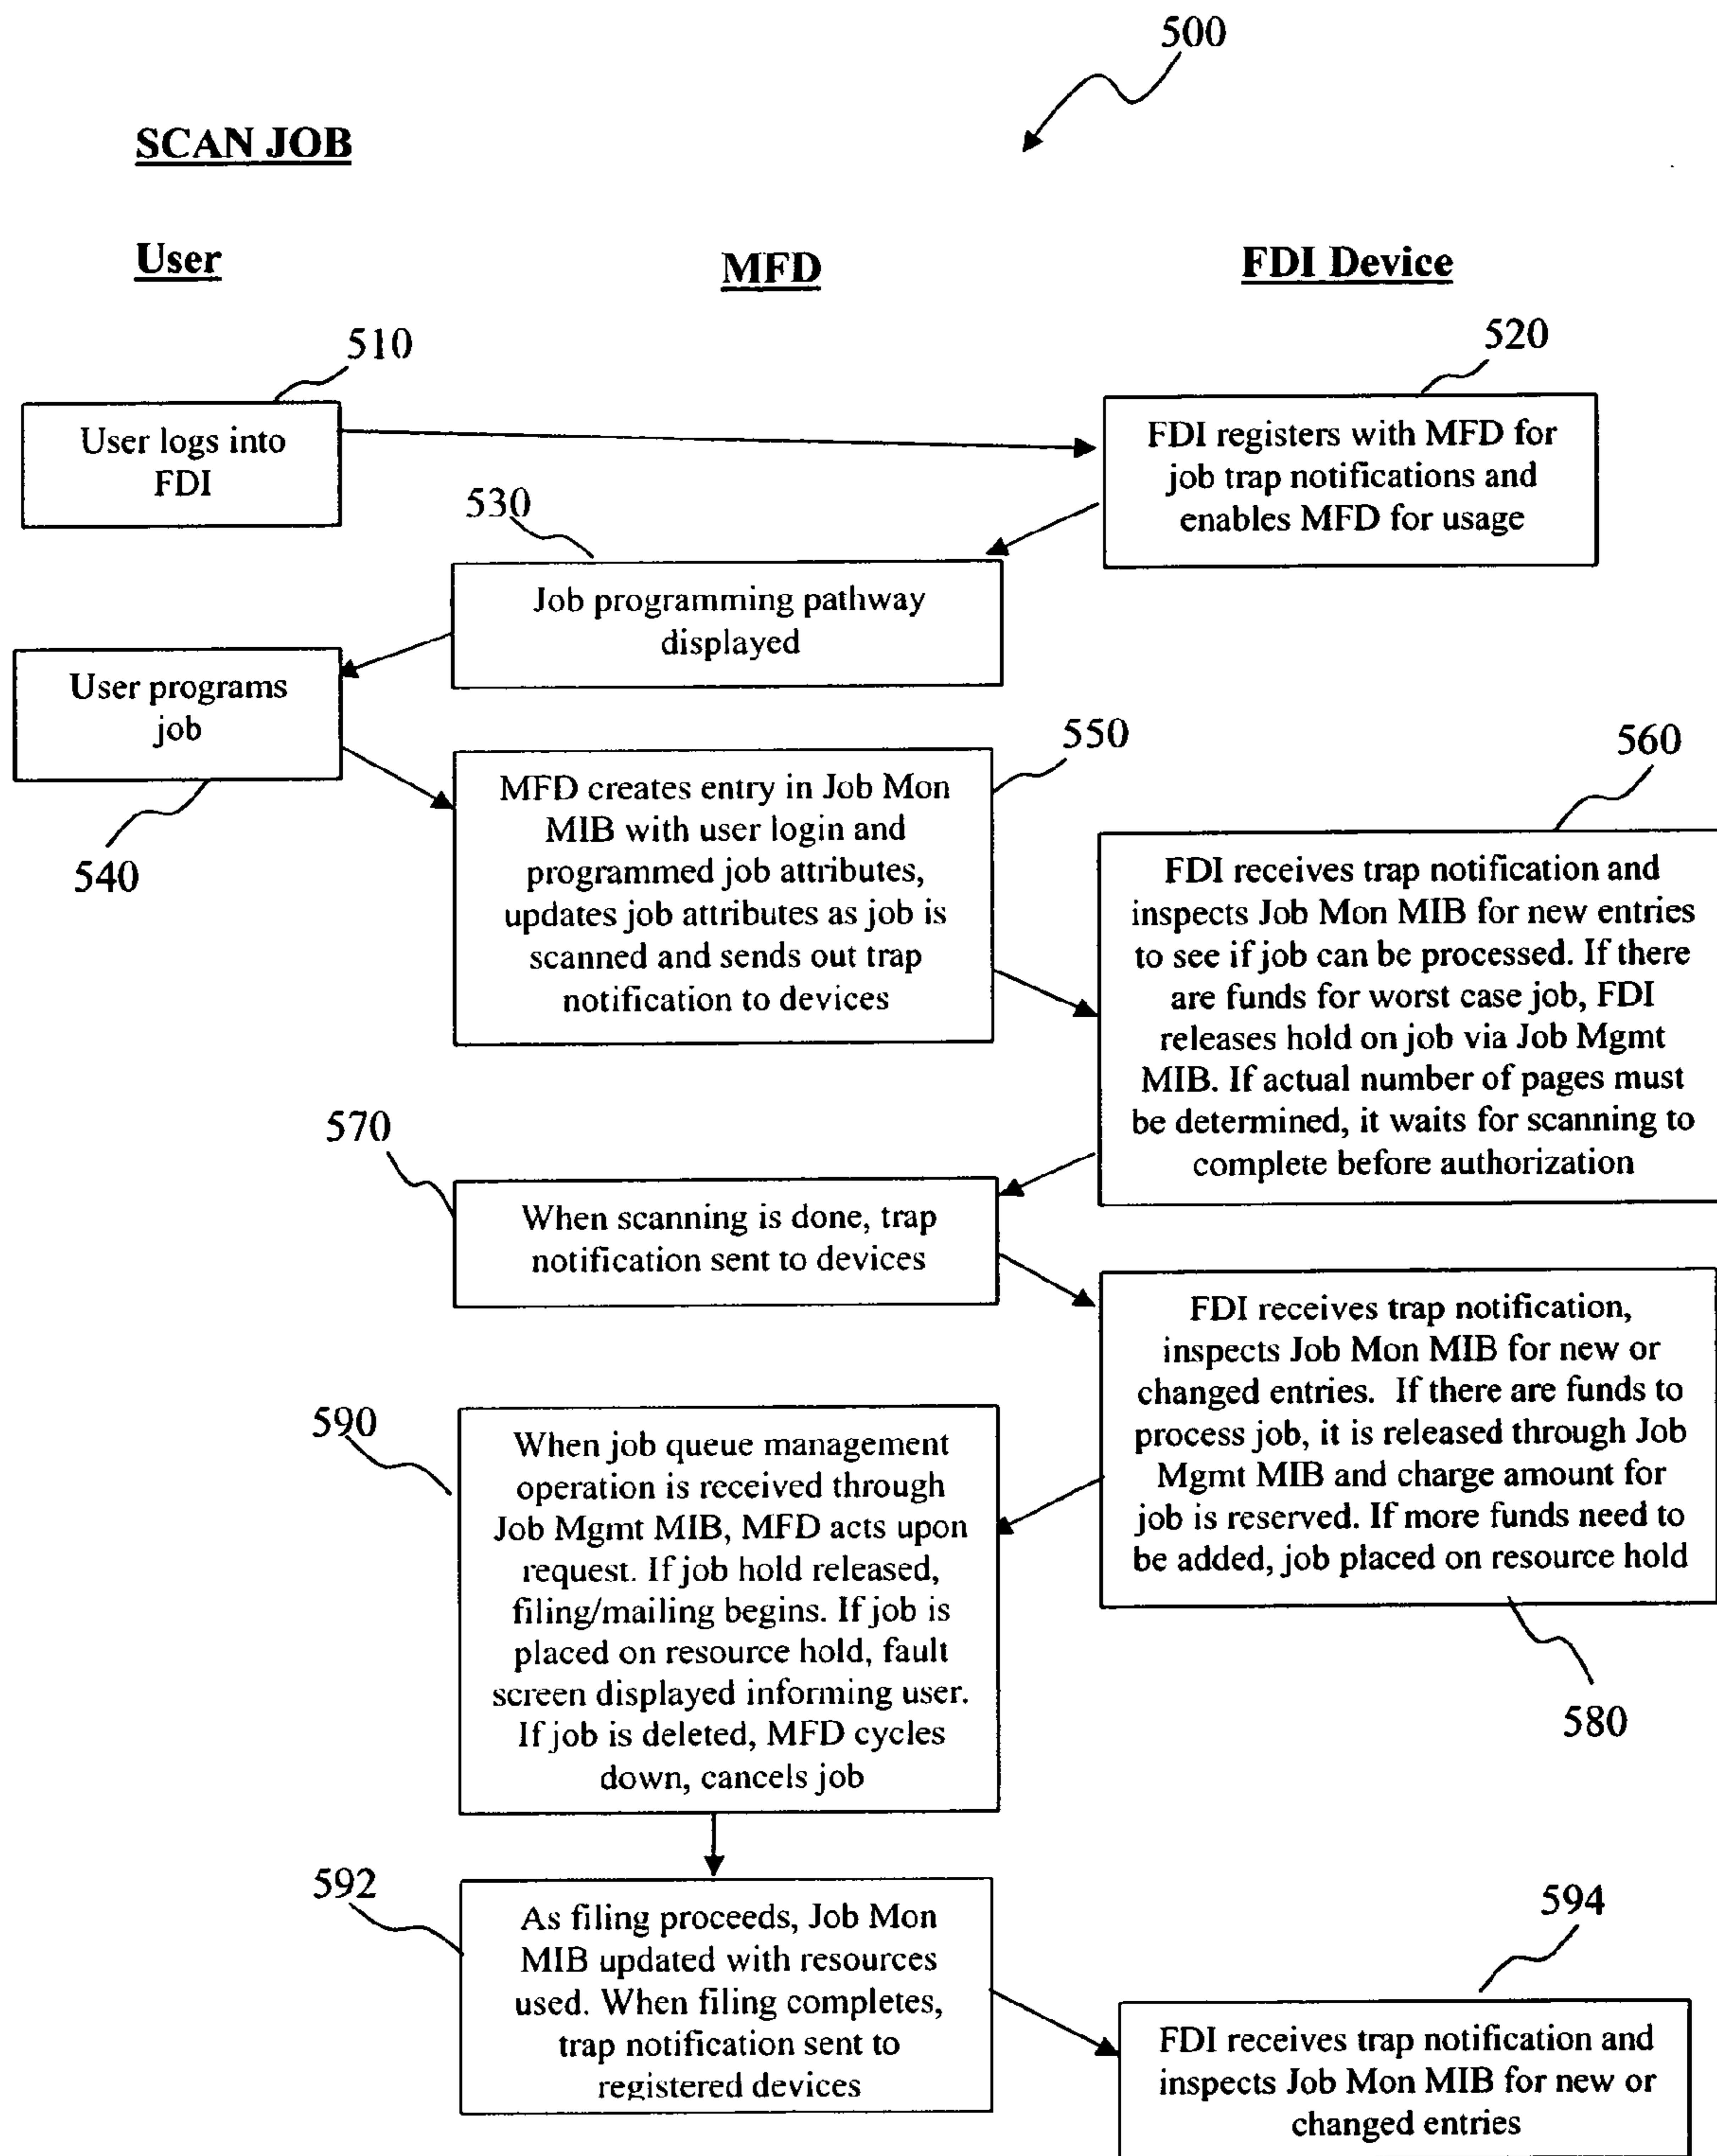 500
SCAN JOB
User
MFD
FDI Device
510
520
User logs into
FDI
FDI registers with MFD for
job trap notifications and
enables MFD for usage
530
Job programming pathway
displayed
User programs
job
540
550
MFD creates entry in Job Mon
MIB with user login and
programmed job attributes,
updates job attributes as job is
scanned and sends out trap
notification to devices
560
FDI receives trap notification and
inspects Job Mon MIB for new entries
to see if job can be processed. If there
are funds for worst case job, FDI
releases hold on job via Job Mgmt
MIB. If actual number of pages must
be determined, it waits for scanning to
complete before authorization
570
When scanning is done, trap
notification sent to devices
FDI receives trap notification,
inspects Job Mon MIB for new or
changed entries. If there are funds to
process job, it is released through Job
Mgmt MIB and charge amount for
job is reserved. If more funds need to
be added, job placed on resource hold
580
590
When job queue management
operation is received through
Job Mgmt MIB, MFD acts upon
request. If job hold released,
filing/mailing begins. If job is
placed on resource hold, fault
screen displayed informing user.
If job is deleted, MFD cycles
down, cancels job
592
As filing proceeds, Job Mon
MIB updated with resources
used. When filing completes,
trap notification sent to
registered devices
594
FDI receives trap notification and
inspects Job Mon MIB for new or
changed entries